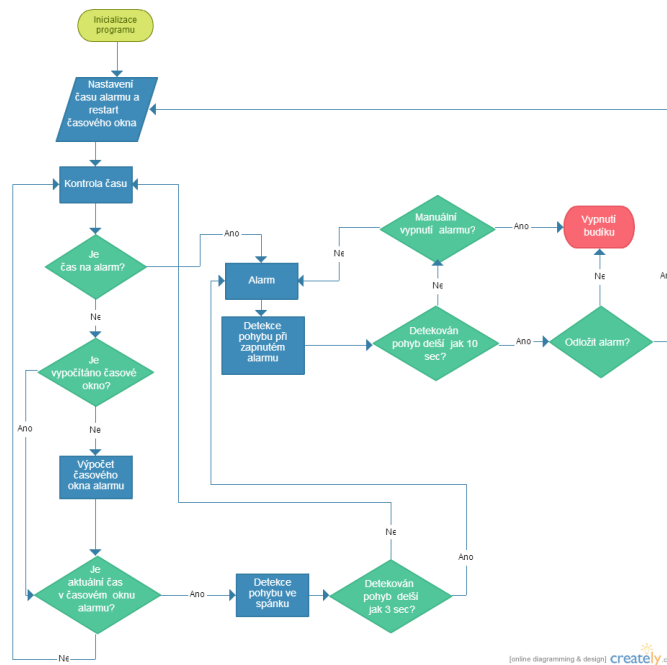 Inicializace
programu
Nastavení
času alarmu a
restart
časového okna
Kontrola času
Je
čas na alarm?
Ano
Ne
Je
vypočítáno časové
okno?
Ano
Ne
Výpočet
časového
okna alarmu
Je
aktuální čas
v časovém oknu
alarmu?
Ne
Ano
Detekce
pohybu ve
spánku
Detekován
pohyb delší
jak 3 sec?
Ne
Ano
Alarm
Detekce
pohybu při
zapnutém
alarmu
Detekován
pohyb delší jak 10
sec?
Ne
Ano
Manuální
vypnutí alarmu?
Ne
Ano
Vypnutí
budíku
Ne
Odložit alarm?
[online diagramming & design] creately